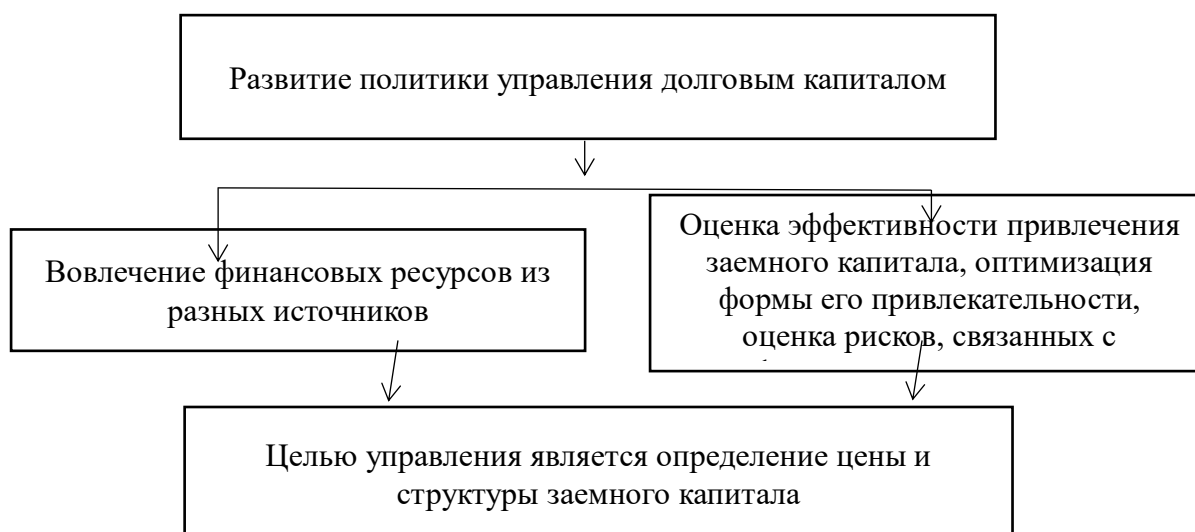 Развитие политики управления долговым капиталом
Вовлечение финансовых ресурсов из
разных источников
Оценка эффективности привлечения
заемного капитала, оптимизация
формы его привлекательности,
оценка рисков, связанных с
Целью управления является определение цены и
структуры заемного капитала